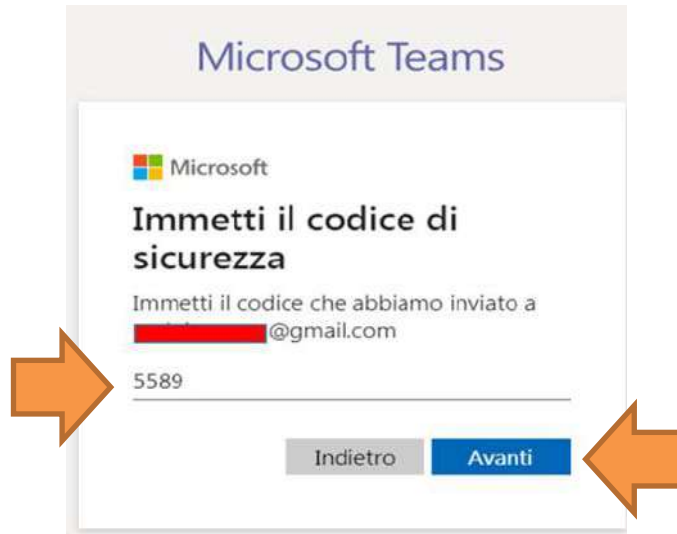 Microsoft Teams
Microsoft
Immetti il codice di
sicurezza
Immetti il codice che abbiamo inviato a
@gmail.com
5589
Indietro
Avanti